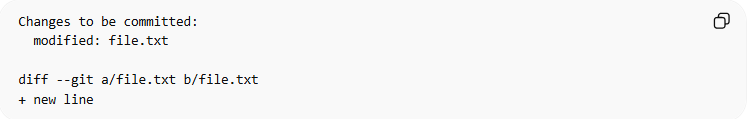 Changes to be committed:
  modified: file.txt

diff --git a/file.txt b/file.txt
+ new line